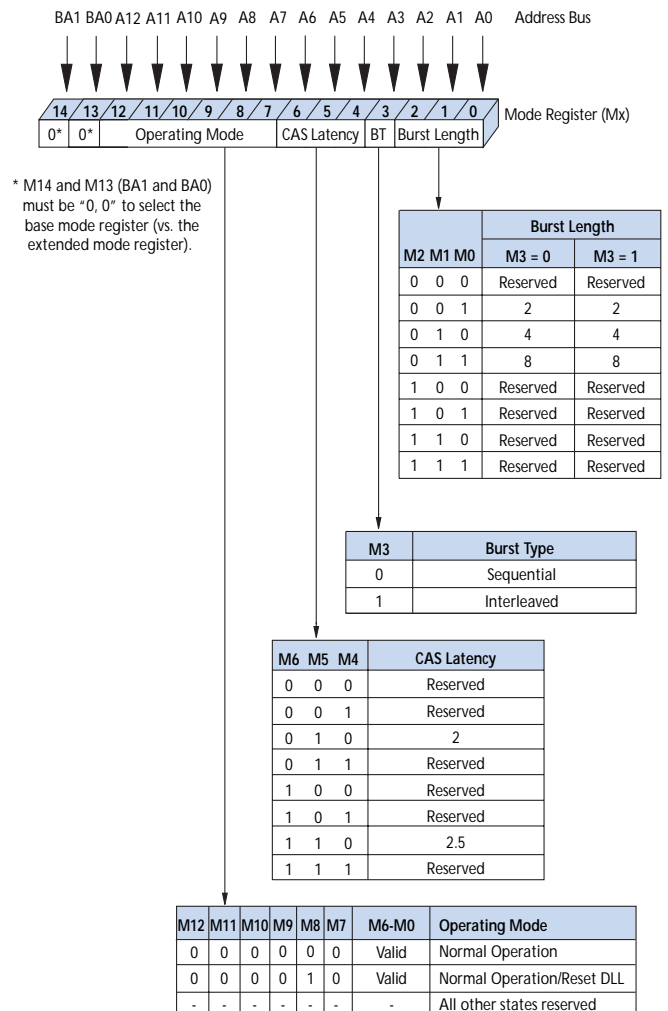 BA1 BA0 A12 A11 A10 A9 A8 A7 A6 A5 A4 A3 A2 A1 A0 Address Bus
14 13 12 11 10 9 8 7 6 5 4 3 2 1 0 Mode Register (Mx)
0* 0* Operating Mode CAS Latency BT Burst Length
* M14 and M13 (BA1 and BA0)
must be "0, 0" to select the
base mode register (vs. the
extended mode register).
Burst Length
M2 M1 M0 M3 = 0 M3 = 1
0 0 0 Reserved Reserved
0 0 1 2 2
0 1 0 4 4
0 1 1 8 8
1 0 0 Reserved Reserved
1 0 1 Reserved Reserved
1 1 0 Reserved Reserved
1 1 1 Reserved Reserved
M3 Burst Type
0 Sequential
1 Interleaved
M6 M5 M4 CAS Latency
0 0 0 Reserved
0 0 1 Reserved
0 1 0 2
0 1 1 Reserved
1 0 0 Reserved
1 0 1 Reserved
1 1 0 2.5
1 1 1 Reserved
M12 M11 M10 M9 M8 M7 M6-M0 Operating Mode
0 0 0 0 0 0 Valid Normal Operation
0 0 0 0 1 0 Valid Normal Operation/Reset DLL
- - - - - - - All other states reserved